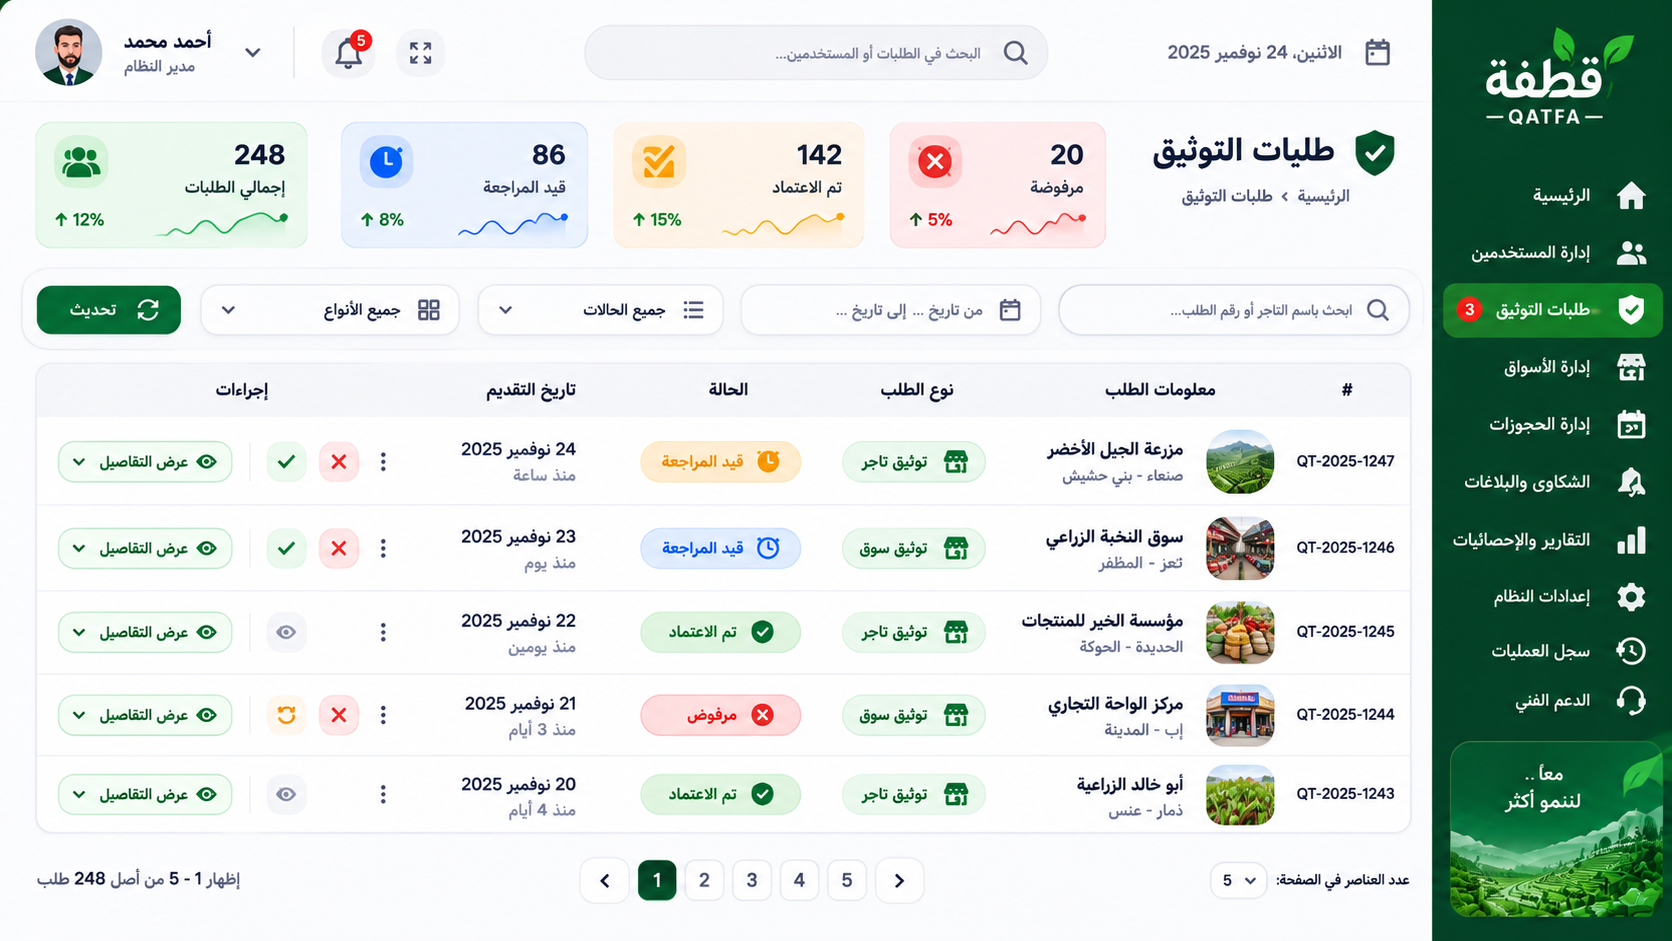 قطفة
QATFA
الرئيسية
إدارة المستخدمين
طلبات التوثيق
3
إدارة الأسواق
إدارة الحجوزات
الشكاوى والبلاغات
التقارير والإحصائيات
إعدادات النظام
سجل العمليات
الدعم الفني
معاً ..
لننمو أكثر
الاثنين، 24 نوفمبر 2025
البحث في الطلبات أو المستخدمين...
5
أحمد محمد
مدير النظام
طلبات التوثيق
الرئيسية › طلبات التوثيق
20
مرفوضة
↑ 5%
142
تم الاعتماد
↑ 15%
86
قيد المراجعة
↑ 8%
248
إجمالي الطلبات
↑ 12%
ابحث باسم التاجر أو رقم الطلب...
من تاريخ ... إلى تاريخ ...
جميع الحالات
جميع الأنواع
تحديث
# معلومات الطلب نوع الطلب الحالة تاريخ التقديم إجراءات
QT-2025-1247
مزرعة الجبل الأخضر
صنعاء - بني حشيش
توثيق تاجر
قيد المراجعة
24 نوفمبر 2025
منذ ساعة
عرض التفاصيل
QT-2025-1246
سوق النخبة الزراعي
تعز - المظفر
توثيق سوق
قيد المراجعة
23 نوفمبر 2025
منذ يوم
عرض التفاصيل
QT-2025-1245
مؤسسة الخير للمنتجات
الحديدة - الحوكة
توثيق تاجر
تم الاعتماد
22 نوفمبر 2025
منذ يومين
عرض التفاصيل
QT-2025-1244
مركز الواحة التجاري
إب - المدينة
توثيق سوق
مرفوض
21 نوفمبر 2025
منذ 3 أيام
عرض التفاصيل
QT-2025-1243
أبو خالد الزراعية
ذمار - عنس
توثيق تاجر
تم الاعتماد
20 نوفمبر 2025
منذ 4 أيام
عرض التفاصيل
عدد العناصر في الصفحة: 5
1 2 3 4 5
إظهار 1 - 5 من أصل 248 طلب